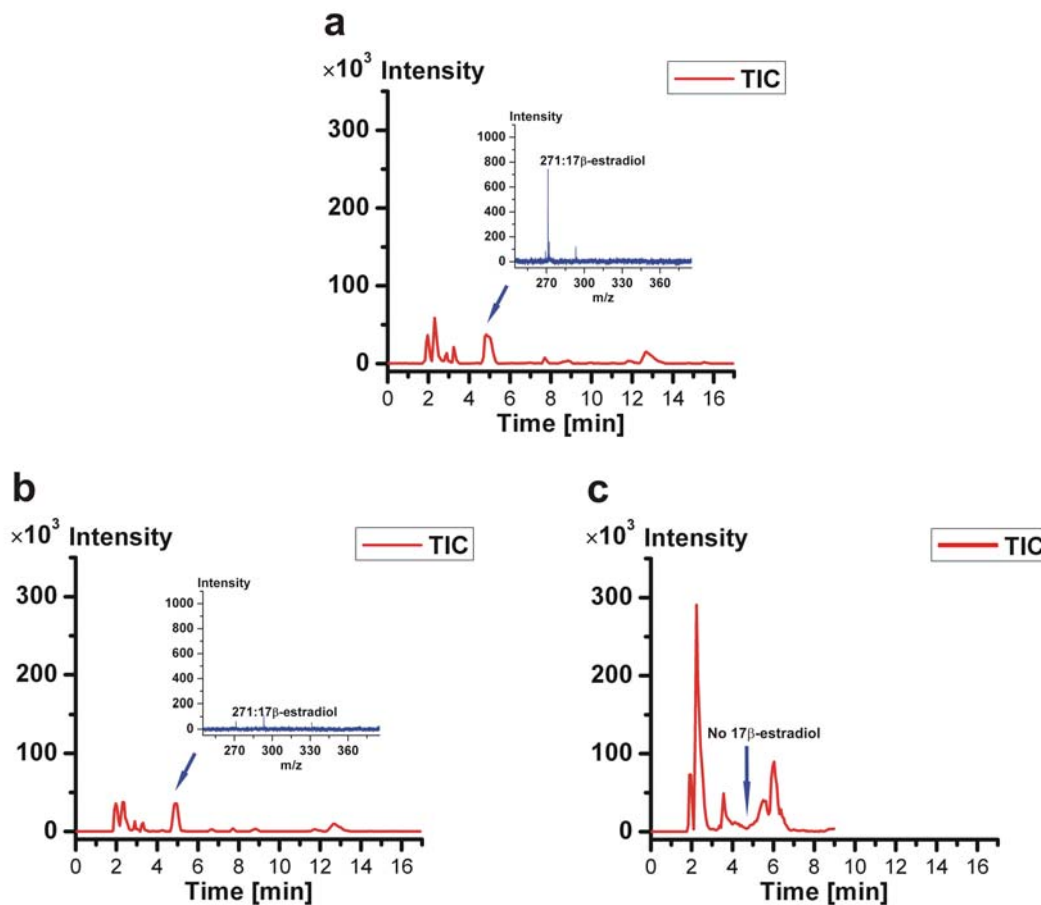 a
×10³ Intensity
TIC
300
200
100
0
0 2 4 6 8 10 12 14 16
Time [min]
Intensity
1000
800
600
400
200
0
271:17β-estradiol
270 300 330 360
m/z
b
×10³ Intensity
TIC
300
200
100
0
0 2 4 6 8 10 12 14 16
Time [min]
Intensity
1000
800
600
400
200
0
271:17β-estradiol
270 300 330 360
m/z
c
×10³ Intensity
TIC
300
200
100
0
No 17β-estradiol
0 2 4 6 8 10 12 14 16
Time [min]